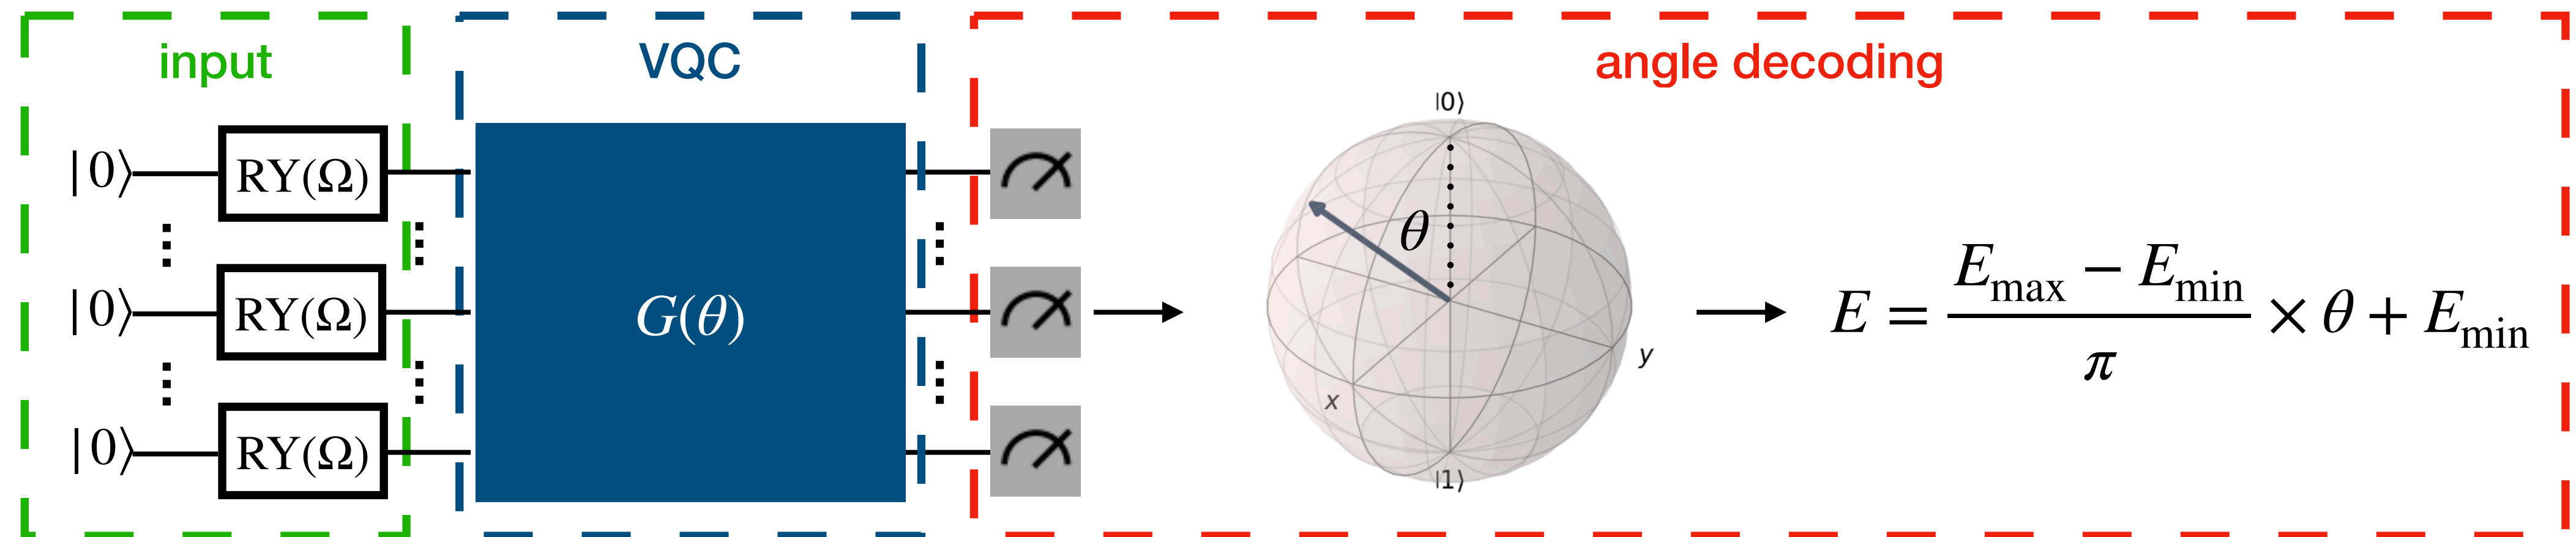 input
VQC
angle decoding
|0⟩ RY(Ω)
|0⟩ RY(Ω)
|0⟩ RY(Ω)
G(θ)
|0⟩
θ
y
x
|1⟩
E = (E_max − E_min)/π × θ + E_min